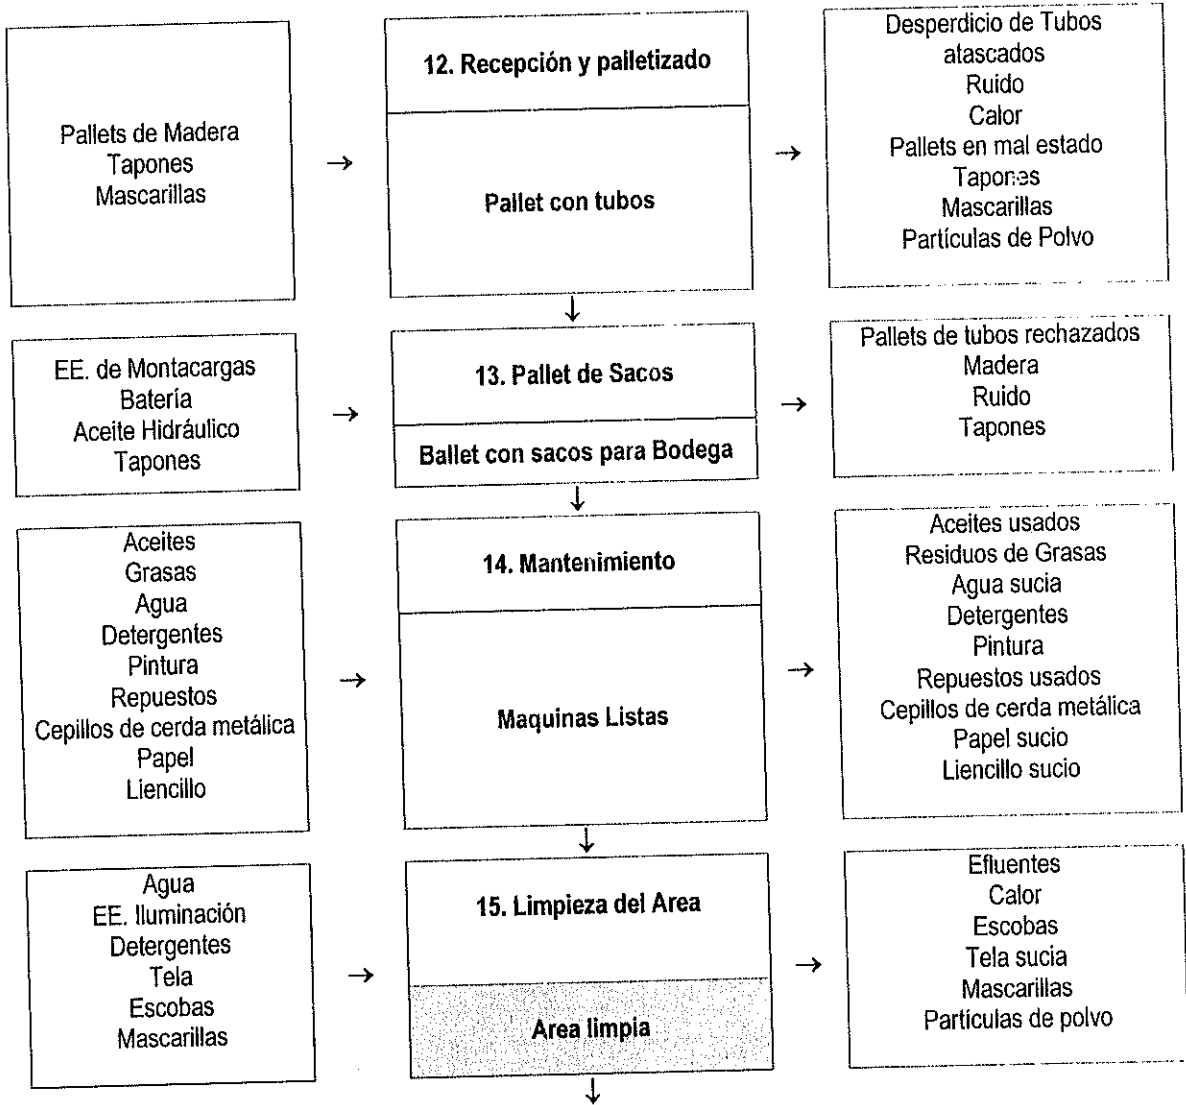 Pallets de Madera
Tapones
Mascarillas
→
12. Recepción y palletizado
Pallet con tubos
→
Desperdicio de Tubos
atascados
Ruido
Calor
Pallets en mal estado
Tapones
Mascarillas
Partículas de Polvo
↓
EE. de Montacargas
Batería
Aceite Hidráulico
Tapones
→
13. Pallet de Sacos
Ballet con sacos para Bodega
→
Pallets de tubos rechazados
Madera
Ruido
Tapones
↓
Aceites
Grasas
Agua
Detergentes
Pintura
Repuestos
Cepillos de cerda metálica
Papel
Liencillo
→
14. Mantenimiento
Maquinas Listas
→
Aceites usados
Residuos de Grasas
Agua sucia
Detergentes
Pintura
Repuestos usados
Cepillos de cerda metálica
Papel sucio
Liencillo sucio
↓
Agua
EE. Iluminación
Detergentes
Tela
Escobas
Mascarillas
→
15. Limpieza del Area
Area limpia
→
Efluentes
Calor
Escobas
Tela sucia
Mascarillas
Partículas de polvo
↓